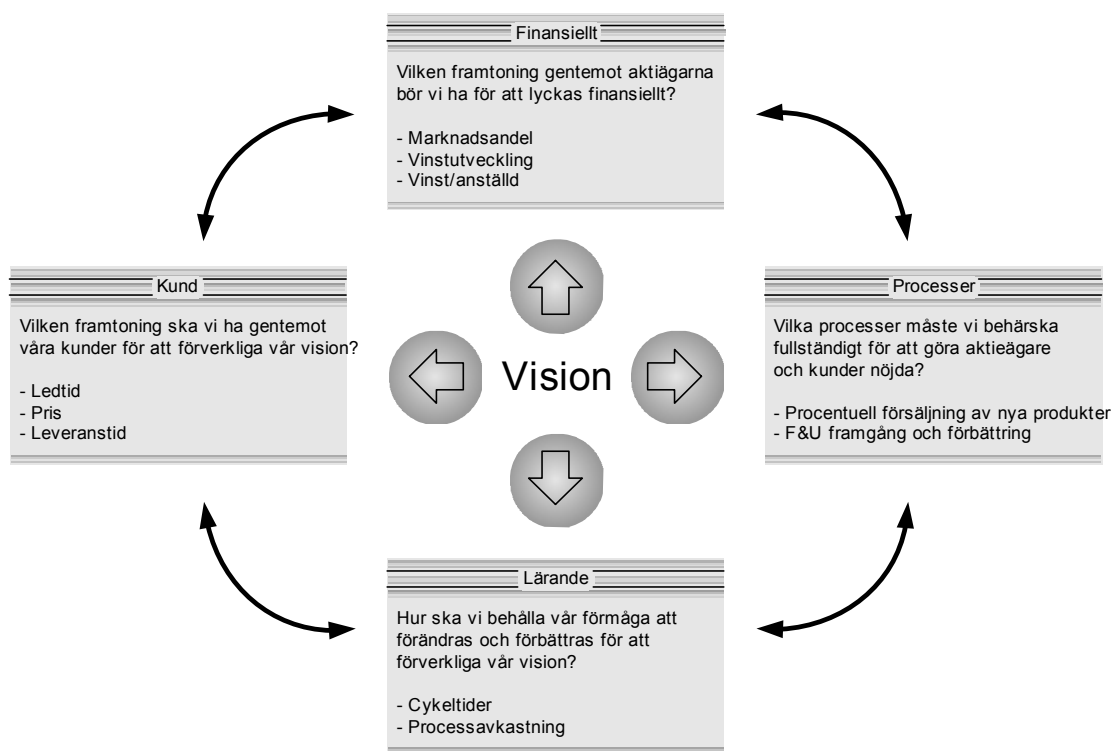 Finansiellt
Vilken framtoning gentemot aktiägarna
bör vi ha för att lyckas finansiellt?
- Marknadsandel
- Vinstutveckling
- Vinst/anställd
Kund
Vilken framtoning ska vi ha gentemot
våra kunder för att förverkliga vår vision?
- Ledtid
- Pris
- Leveranstid
Vision
Processer
Vilka processer måste vi behärska
fullständigt för att göra aktieägare
och kunder nöjda?
- Procentuell försäljning av nya produkter
- F&U framgång och förbättring
Lärande
Hur ska vi behålla vår förmåga att
förändras och förbättras för att
förverkliga vår vision?
- Cykeltider
- Processavkastning